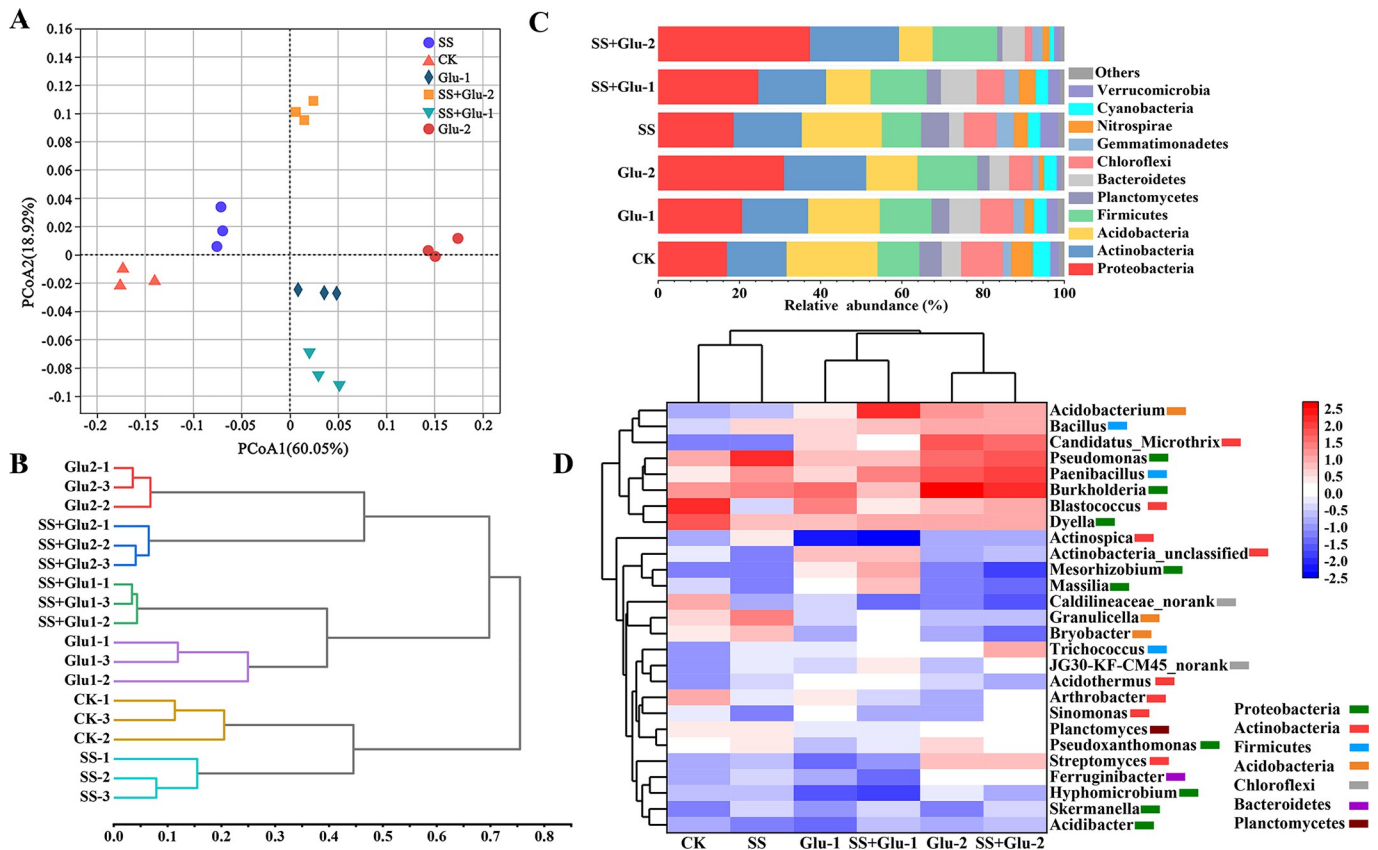 A
0.16
0.14
0.12
0.1
0.08
0.06
0.04
0.02
0
-0.02
-0.04
-0.06
-0.08
-0.1
PCoA2(18.92%)
SS
CK
Glu-1
SS+Glu-2
SS+Glu-1
Glu-2
-0.2 -0.15 -0.1 -0.05 0 0.05 0.1 0.15 0.2
PCoA1(60.05%)
B
Glu2-1
Glu2-3
Glu2-2
SS+Glu2-1
SS+Glu2-2
SS+Glu2-3
SS+Glu1-1
SS+Glu1-3
SS+Glu1-2
Glu1-1
Glu1-3
Glu1-2
CK-1
CK-3
CK-2
SS-1
SS-2
SS-3
0.0 0.1 0.2 0.3 0.4 0.5 0.6 0.7 0.8
C
SS+Glu-2
SS+Glu-1
SS
Glu-2
Glu-1
CK
0 20 40 60 80 100
Relative abundance (%)
Others
Verrucomicrobia
Cyanobacteria
Nitrospirae
Gemmatimonadetes
Chloroflexi
Bacteroidetes
Planctomycetes
Firmicutes
Acidobacteria
Actinobacteria
Proteobacteria
D
Acidobacterium
Bacillus
Candidatus_Microthrix
Pseudomonas
Paenibacillus
Burkholderia
Blastococcus
Dyella
Actinospica
Actinobacteria_unclassified
Mesorhizobium
Massilia
Caldilineaceae_norank
Granulicella
Bryobacter
Trichococcus
JG30-KF-CM45_norank
Acidothermus
Arthrobacter
Sinomonas
Planctomyces
Pseudoxanthomonas
Streptomyces
Ferruginibacter
Hyphomicrobium
Skermanella
Acidibacter
CK SS Glu-1 SS+Glu-1 Glu-2 SS+Glu-2
2.5
2.0
1.5
1.0
0.5
0.0
-0.5
-1.0
-1.5
-2.0
-2.5
Proteobacteria
Actinobacteria
Firmicutes
Acidobacteria
Chloroflexi
Bacteroidetes
Planctomycetes